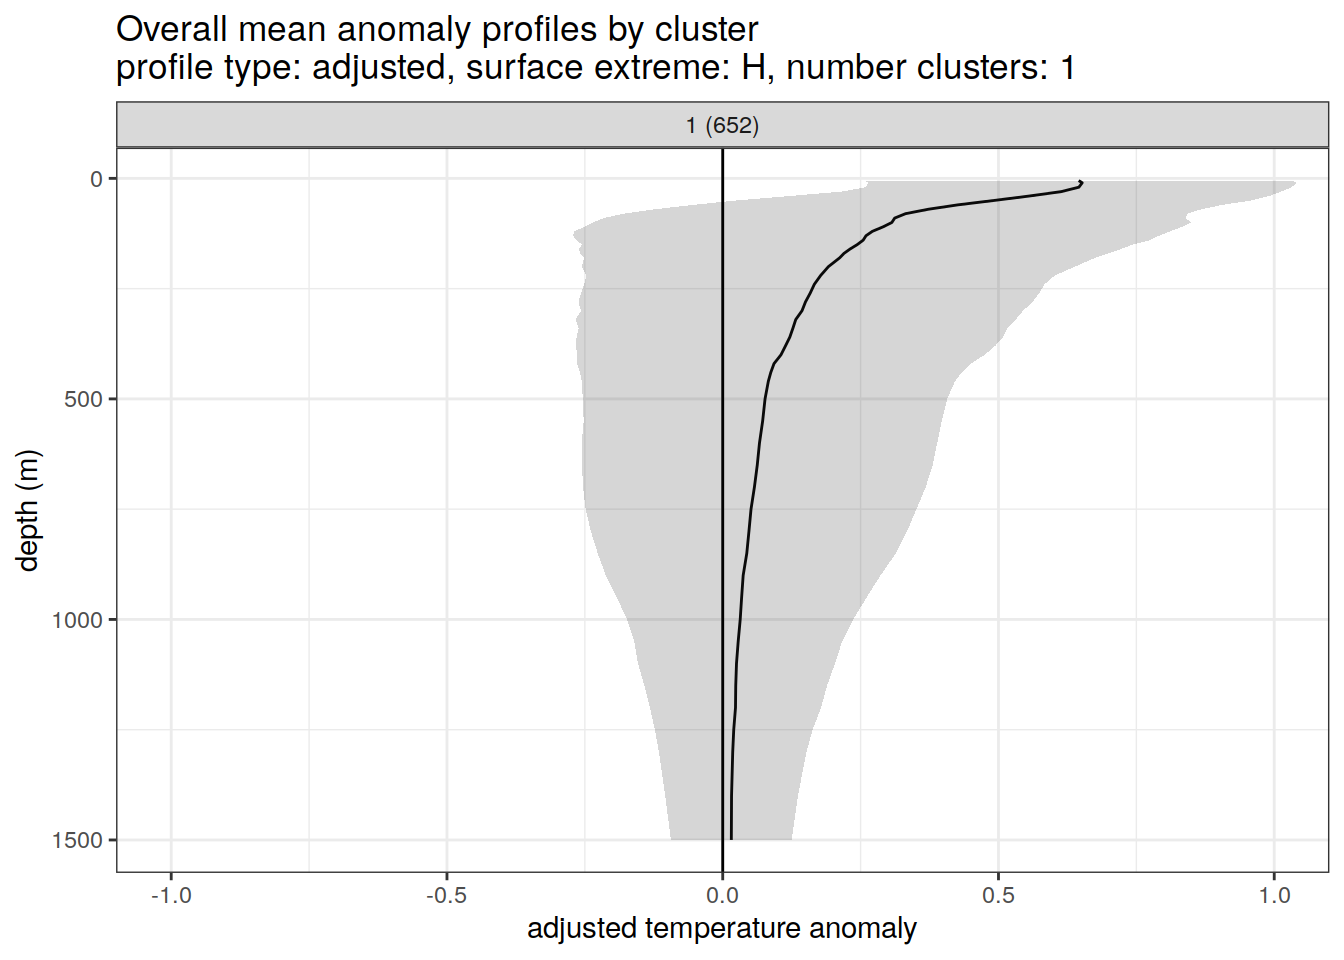 Overall mean anomaly profiles by cluster
profile type: adjusted, surface extreme: H, number clusters: 1
1 (652)
0
500
1000
1500
depth (m)
-1.0
-0.5
0.0
0.5
1.0
adjusted temperature anomaly